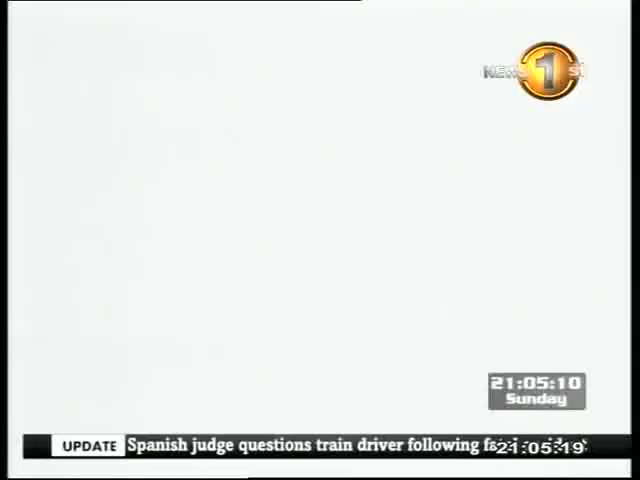 NEWS 1ST
21:05:10
Sunday
UPDATE Spanish judge questions train driver following
21:05:19